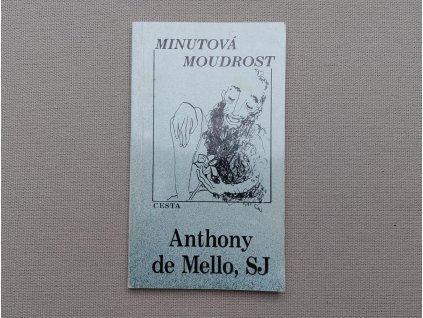 MINUTOVÁ
MOUDROST
CESTA
Anthony
de Mello, SJ